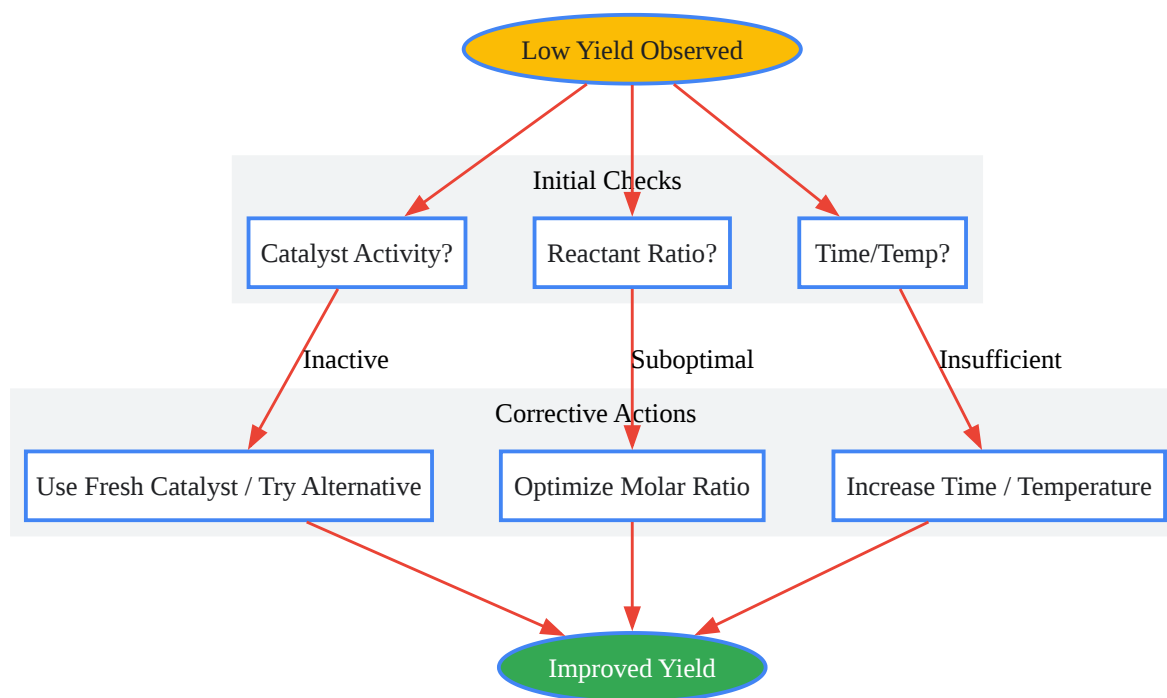 Low Yield Observed
Initial Checks
Catalyst Activity?
Reactant Ratio?
Time/Temp?
Inactive
Suboptimal
Insufficient
Corrective Actions
Use Fresh Catalyst / Try Alternative
Optimize Molar Ratio
Increase Time / Temperature
Improved Yield